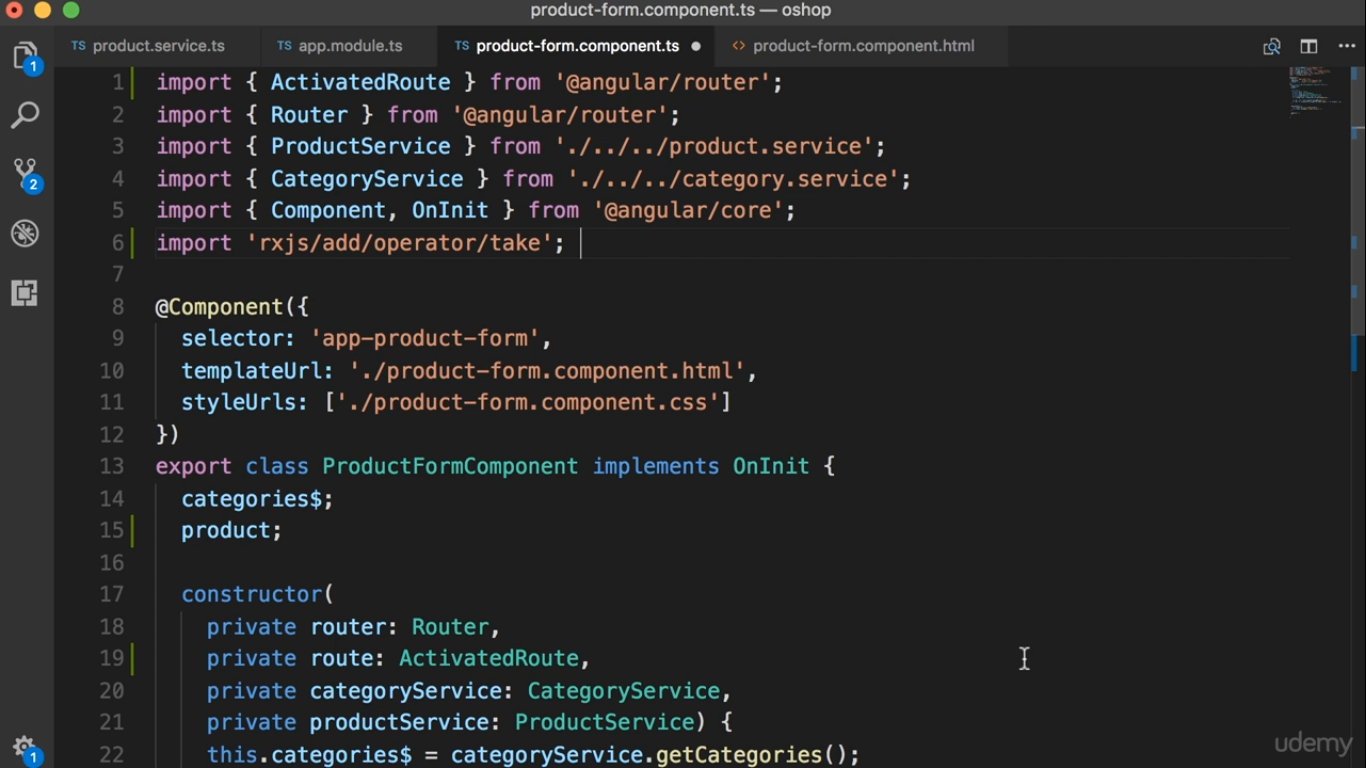 product-form.component.ts — oshop
TS product.service.ts TS app.module.ts TS product-form.component.ts <> product-form.component.html
1 import { ActivatedRoute } from '@angular/router';
2 import { Router } from '@angular/router';
3 import { ProductService } from './../../product.service';
4 import { CategoryService } from './../../category.service';
5 import { Component, OnInit } from '@angular/core';
6 import 'rxjs/add/operator/take';
7
8 @Component({
9 selector: 'app-product-form',
10 templateUrl: './product-form.component.html',
11 styleUrls: ['./product-form.component.css']
12 })
13 export class ProductFormComponent implements OnInit {
14 categories$;
15 product;
16
17 constructor(
18 private router: Router,
19 private route: ActivatedRoute,
20 private categoryService: CategoryService,
21 private productService: ProductService) {
22 this.categories$ = categoryService.getCategories();
1
2
1
udemy